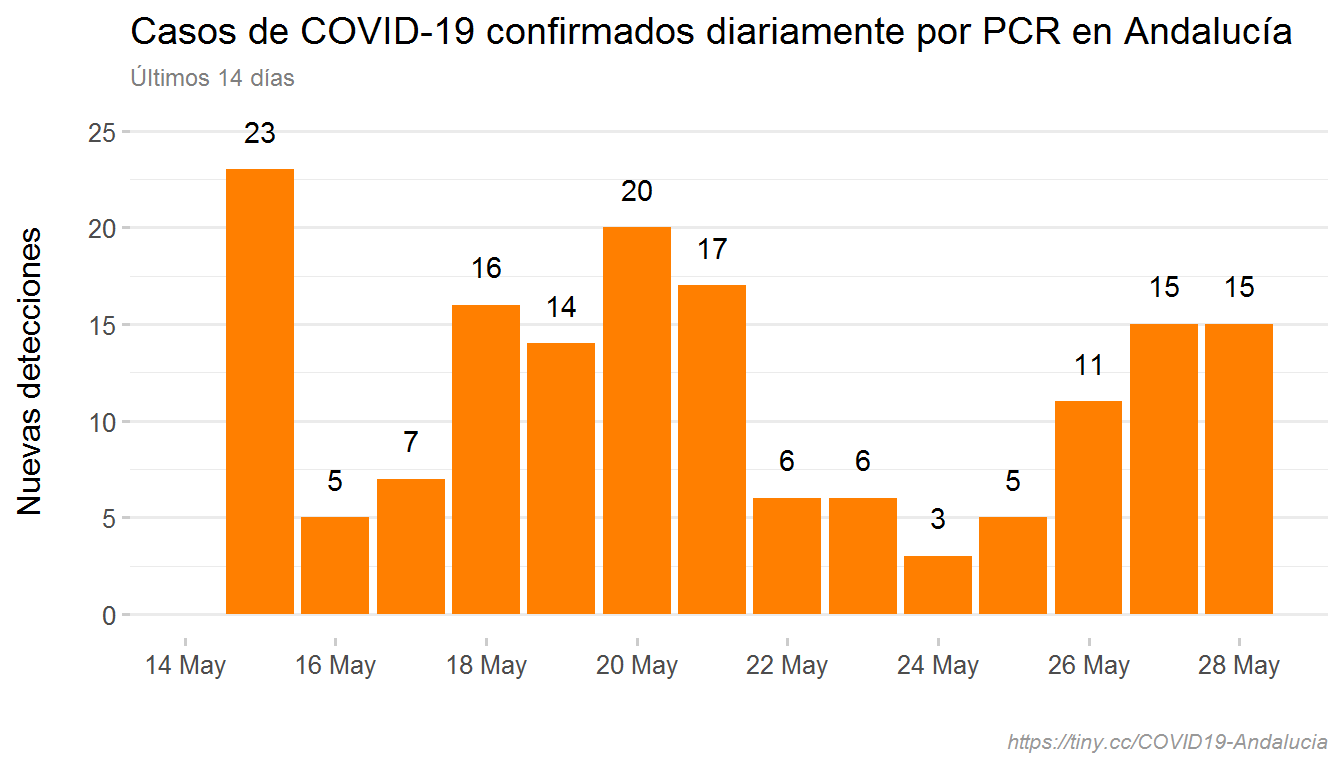 Casos de COVID-19 confirmados diariamente por PCR en Andalucía
Últimos 14 días
Nuevas detecciones
25
20
15
10
5
0
23
5
7
16
14
20
17
6
6
3
5
11
15
15
14 May
16 May
18 May
20 May
22 May
24 May
26 May
28 May
https://tiny.cc/COVID19-Andalucia